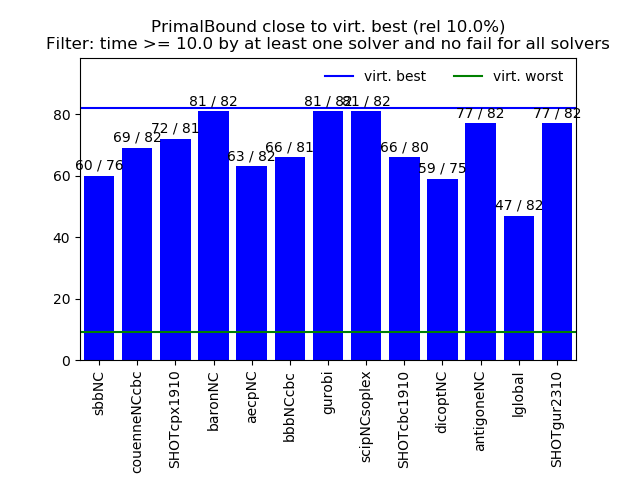 PrimalBound close to virt. best (rel 10.0%)
Filter: time >= 10.0 by at least one solver and no fail for all solvers
virt. best
virt. worst
80
60
40
20
0
60 / 76
69 / 82
72 / 81
81 / 82
63 / 82
66 / 81
81 / 82
81 / 82
66 / 80
59 / 75
77 / 82
47 / 82
77 / 82
sbbNC
couenneNCcbc
SHOTcpx1910
baronNC
aecpNC
bbbNCcbc
gurobi
scipNCsoplex
SHOTcbc1910
dicoptNC
antigoneNC
lglobal
SHOTgur2310